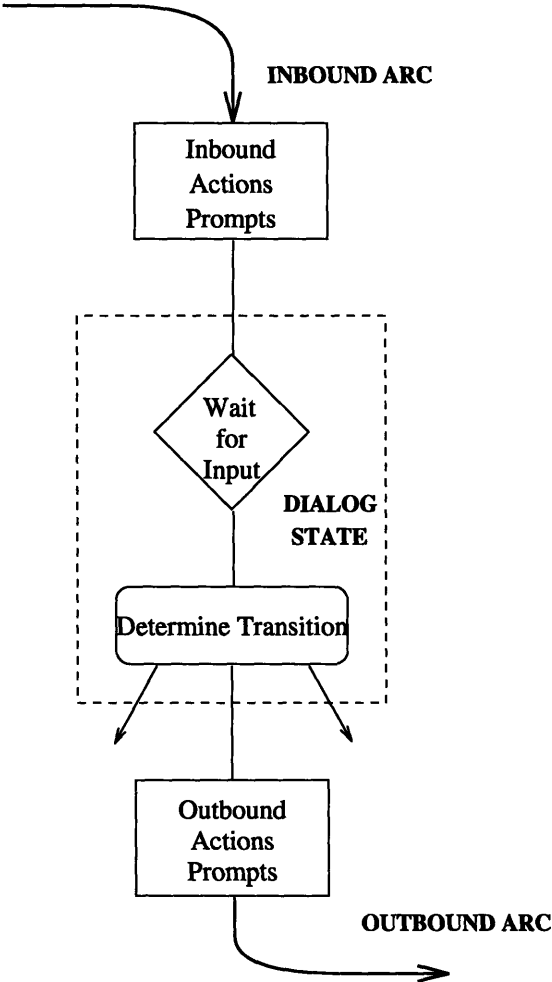 INBOUND ARC
Inbound
Actions
Prompts
Wait
for
Input
DIALOG
STATE
Determine Transition
Outbound
Actions
Prompts
OUTBOUND ARC